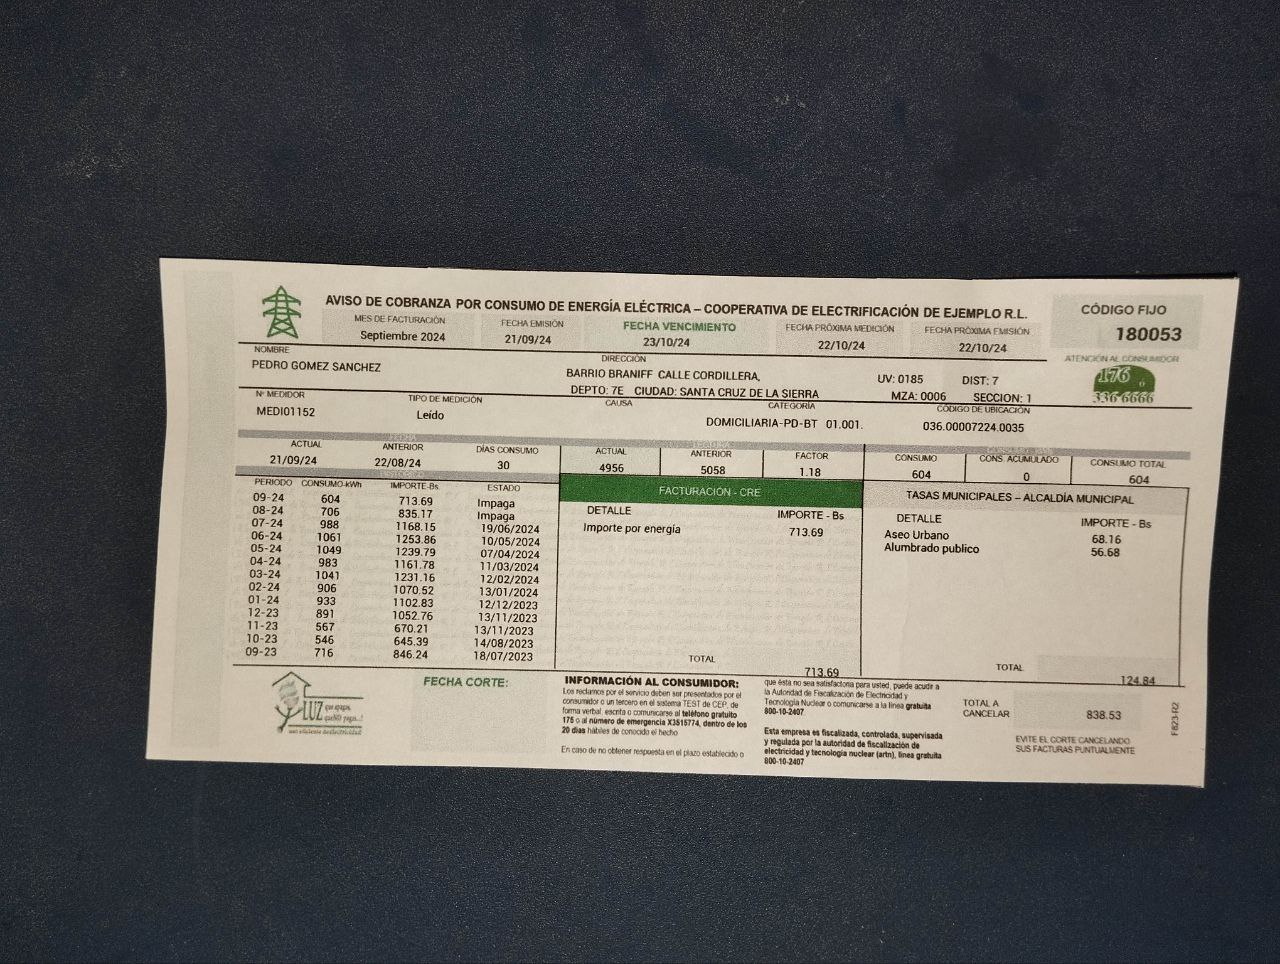 AVISO DE COBRANZA POR CONSUMO DE ENERGÍA ELÉCTRICA – COOPERATIVA DE ELECTRIFICACIÓN DE EJEMPLO R.L.
CÓDIGO FIJO
180053
MES DE FACTURACIÓN
Septiembre 2024
FECHA EMISIÓN
21/09/24
FECHA VENCIMIENTO
23/10/24
FECHA PRÓXIMA MEDICIÓN
22/10/24
FECHA PRÓXIMA EMISIÓN
22/10/24
NOMBRE
PEDRO GOMEZ SANCHEZ
DIRECCIÓN
BARRIO BRANIFF CALLE CORDILLERA,
DEPTO: 7E CIUDAD: SANTA CRUZ DE LA SIERRA
UV: 0185 DIST: 7
MZA: 0006 SECCION: 1
ATENCIÓN AL CONSUMIDOR
176 ó
336 6666
Nº MEDIDOR
MEDI01152
TIPO DE MEDICIÓN
Leído
CAUSA
CATEGORÍA
DOMICILIARIA-PD-BT 01.001.
CÓDIGO DE UBICACIÓN
036.00007224.0035
FECHA
ACTUAL ANTERIOR DÍAS CONSUMO
21/09/24 22/08/24 30
LECTURA
ACTUAL ANTERIOR FACTOR
4956 5058 1.18
CONSUMO kWh
CONSUMO CONS. ACUMULADO CONSUMO TOTAL
604 0 604
PERIODO CONSUMO-kWh IMPORTE-Bs ESTADO
09-24 604 713.69 Impaga
08-24 706 835.17 Impaga
07-24 988 1168.15 19/06/2024
06-24 1061 1253.86 10/05/2024
05-24 1049 1239.79 07/04/2024
04-24 983 1161.78 11/03/2024
03-24 1041 1231.16 12/02/2024
02-24 906 1070.52 13/01/2024
01-24 933 1102.83 12/12/2023
12-23 891 1052.76 13/11/2023
11-23 567 670.21 13/11/2023
10-23 546 645.39 14/08/2023
09-23 716 846.24 18/07/2023
FACTURACIÓN - CRE
DETALLE IMPORTE - Bs
Importe por energía 713.69
TOTAL 713.69
TASAS MUNICIPALES – ALCALDÍA MUNICIPAL
DETALLE IMPORTE - Bs
Aseo Urbano 68.16
Alumbrado publico 56.68
TOTAL 124.84
LUZ que apagas,
luz que NO pagas..!
FECHA CORTE:
INFORMACIÓN AL CONSUMIDOR:
Los reclamos por el servicio deben ser presentados por el
consumidor o un tercero en el sistema TEST de CEP, de
forma verbal, escrita o comunicarse al teléfono gratuito
175 o al número de emergencia X3515774, dentro de los
20 días hábiles de conocido el hecho
En caso de no obtener respuesta en el plazo establecido o
que ésta no sea satisfactoria para usted, puede acudir a
la Autoridad de Fiscalización de Electricidad y
Tecnología Nuclear o comunicarse a la línea gratuita
800-10-2407
Esta empresa es fiscalizada, controlada, supervisada
y regulada por la autoridad de fiscalización de
electricidad y tecnología nuclear (aetn), línea gratuita
800-10-2407
TOTAL A
CANCELAR
838.53
EVITE EL CORTE CANCELANDO
SUS FACTURAS PUNTUALMENTE
F823-R2